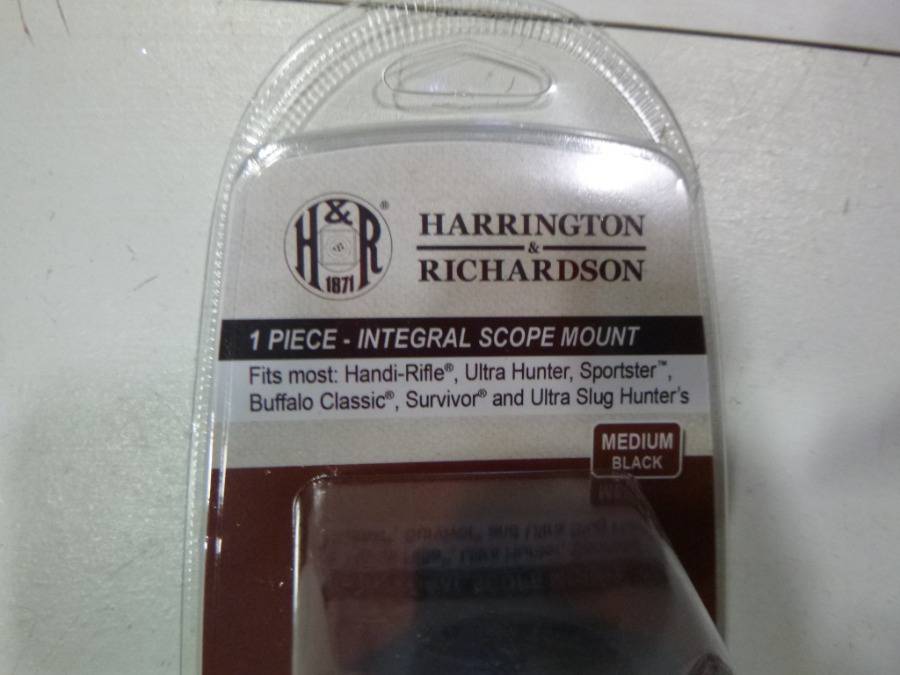 H&R®
1871
HARRINGTON
&
RICHARDSON
1 PIECE - INTEGRAL SCOPE MOUNT
Fits most: Handi-Rifle®, Ultra Hunter, Sportster™,
Buffalo Classic®, Survivor® and Ultra Slug Hunter's
MEDIUM
BLACK